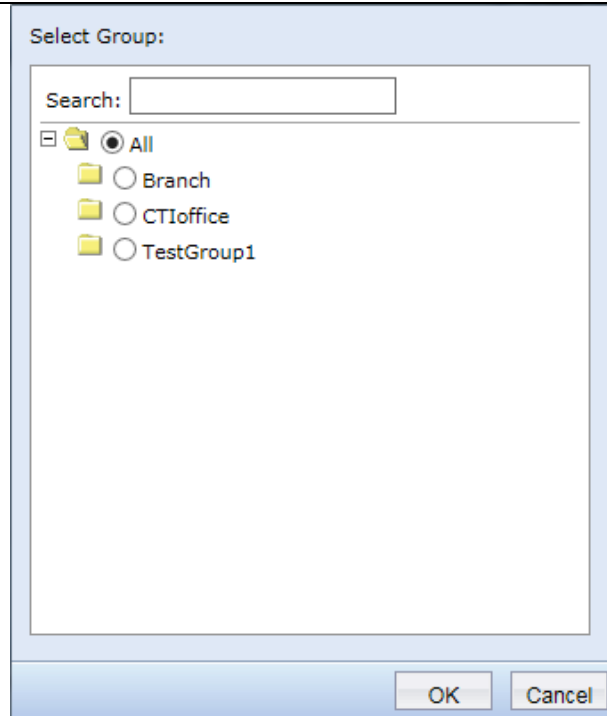 Select Group:
Search:
All
Branch
CTIoffice
TestGroup1
OK Cancel